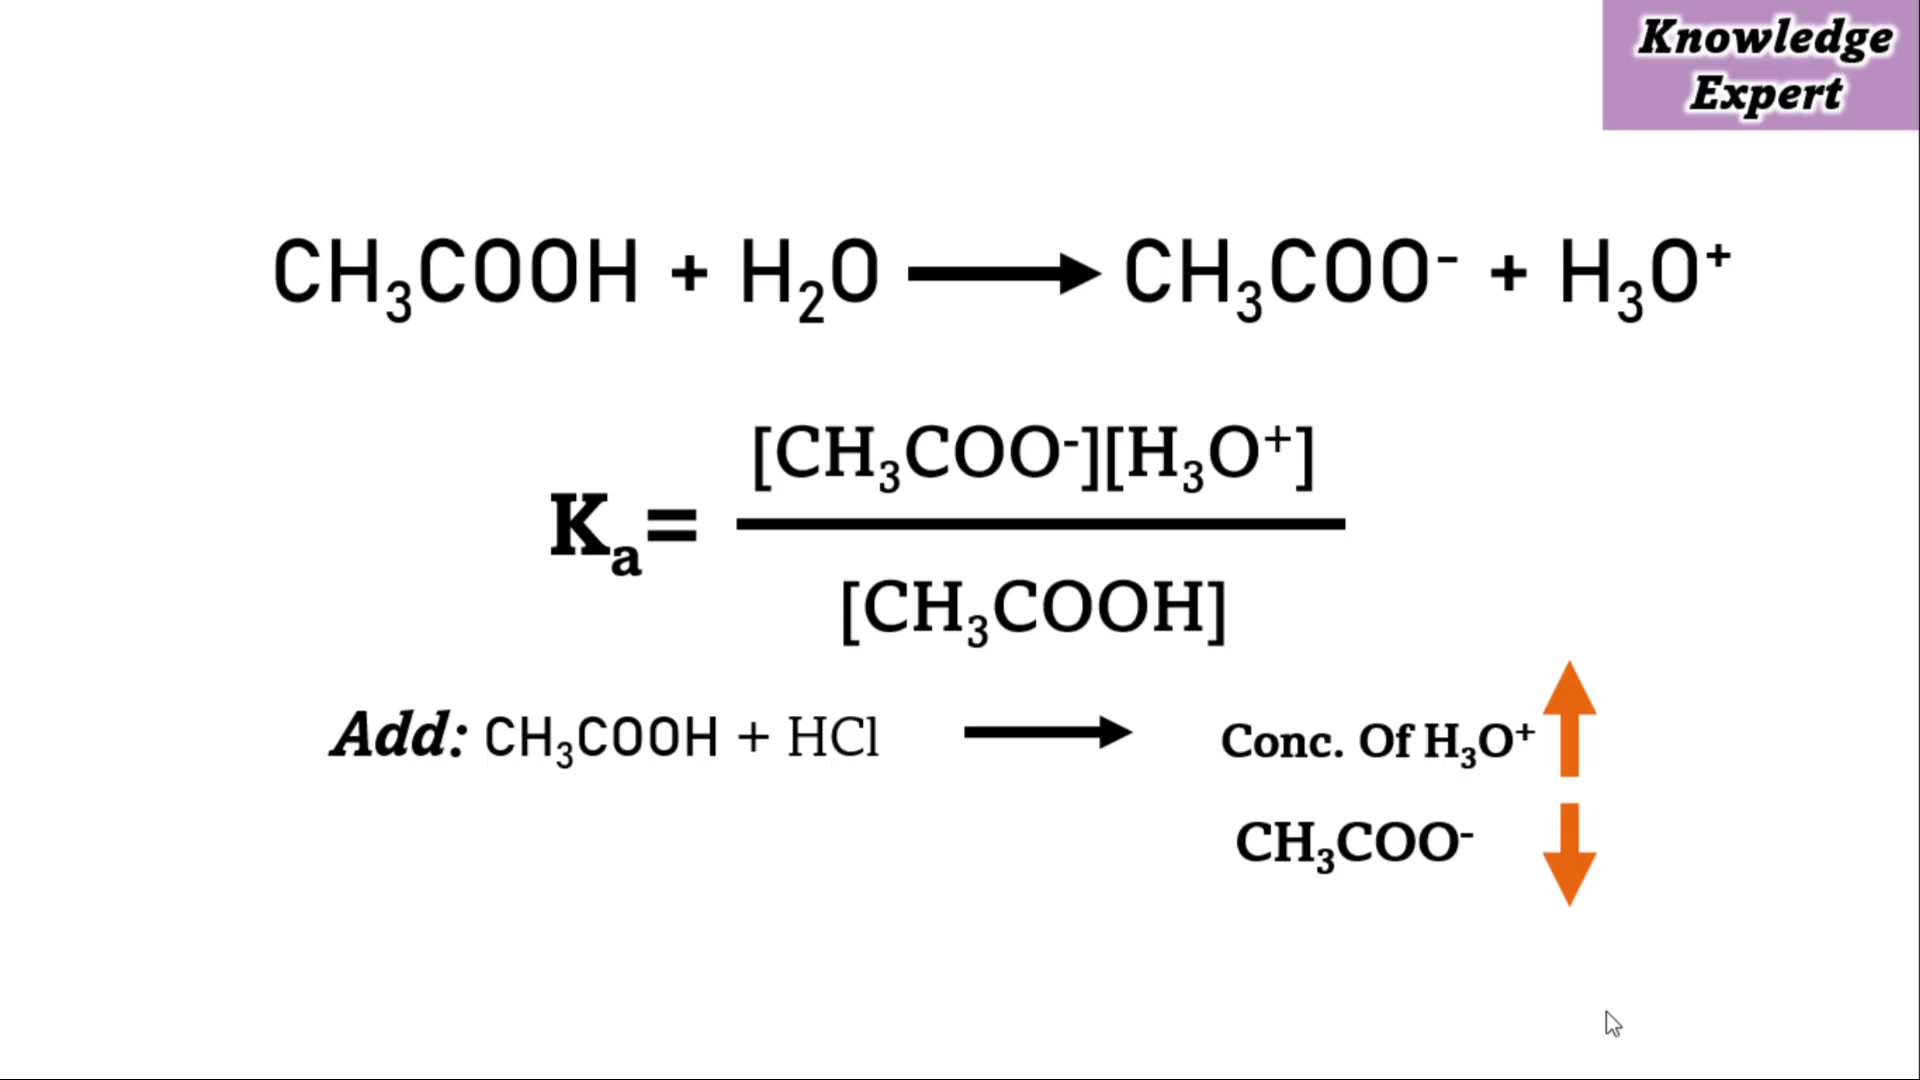 Knowledge
Expert
CH₃COOH + H₂O ⟶ CH₃COO⁻ + H₃O⁺
[CH₃COO⁻][H₃O⁺]
Kₐ=
[CH₃COOH]
Add: CH₃COOH + HCl ⟶ Conc. Of H₃O⁺
CH₃COO⁻